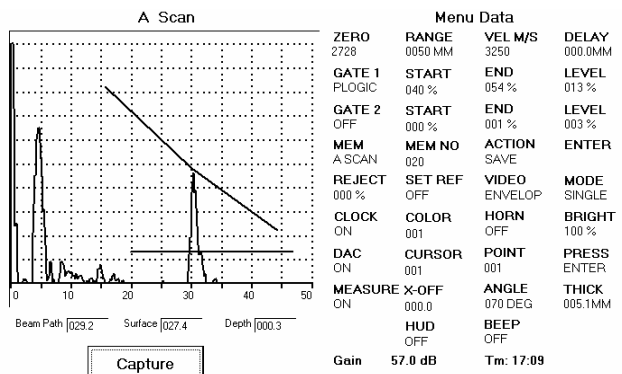 A Scan
0 10 20 30 40 50
Beam Path 029.2 Surface 027.4 Depth 000.3
Capture
Menu Data
ZERO RANGE VEL M/S DELAY
2728 0050 MM 3250 000.0MM
GATE 1 START END LEVEL
PLOGIC 040 % 054 % 013 %
GATE 2 START END LEVEL
OFF 000 % 001 % 003 %
MEM MEM NO ACTION ENTER
A SCAN 020 SAVE
REJECT SET REF VIDEO MODE
000 % OFF ENVELOP SINGLE
CLOCK COLOR HORN BRIGHT
ON 001 OFF 100 %
DAC CURSOR POINT PRESS
ON 001 001 ENTER
MEASURE X-OFF ANGLE THICK
ON 000.0 070 DEG 005.1MM
HUD BEEP
OFF OFF
Gain 57.0 dB Tm: 17:09